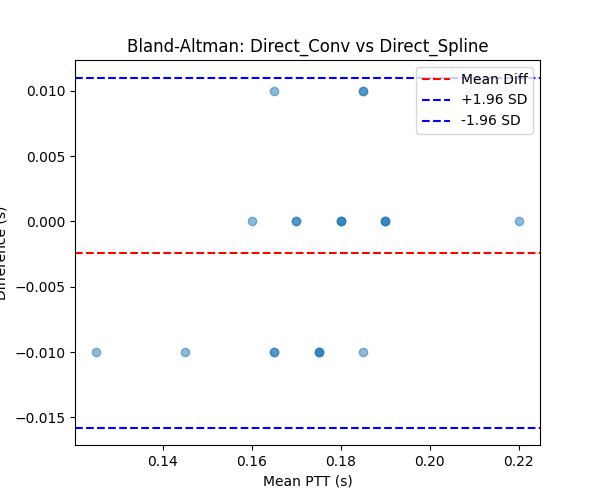 Bland-Altman: Direct_Conv vs Direct_Spline
Mean Diff
+1.96 SD
-1.96 SD
0.010
0.005
0.000
−0.005
−0.010
−0.015
Difference (s)
0.14 0.16 0.18 0.20 0.22
Mean PTT (s)